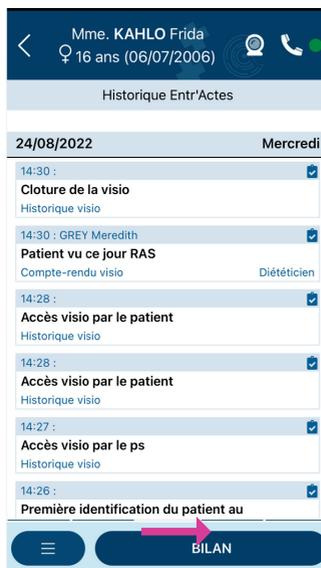 Mme. KAHLO Frida
♀ 16 ans (06/07/2006)
Historique Entr'Actes
24/08/2022 Mercredi
14:30 :
Cloture de la visio
Historique visio
14:30 : GREY Meredith
Patient vu ce jour RAS
Compte-rendu visio Diététicien
14:28 :
Accès visio par le patient
Historique visio
14:28 :
Accès visio par le patient
Historique visio
14:27 :
Accès visio par le ps
Historique visio
14:26 :
Première identification du patient au
BILAN